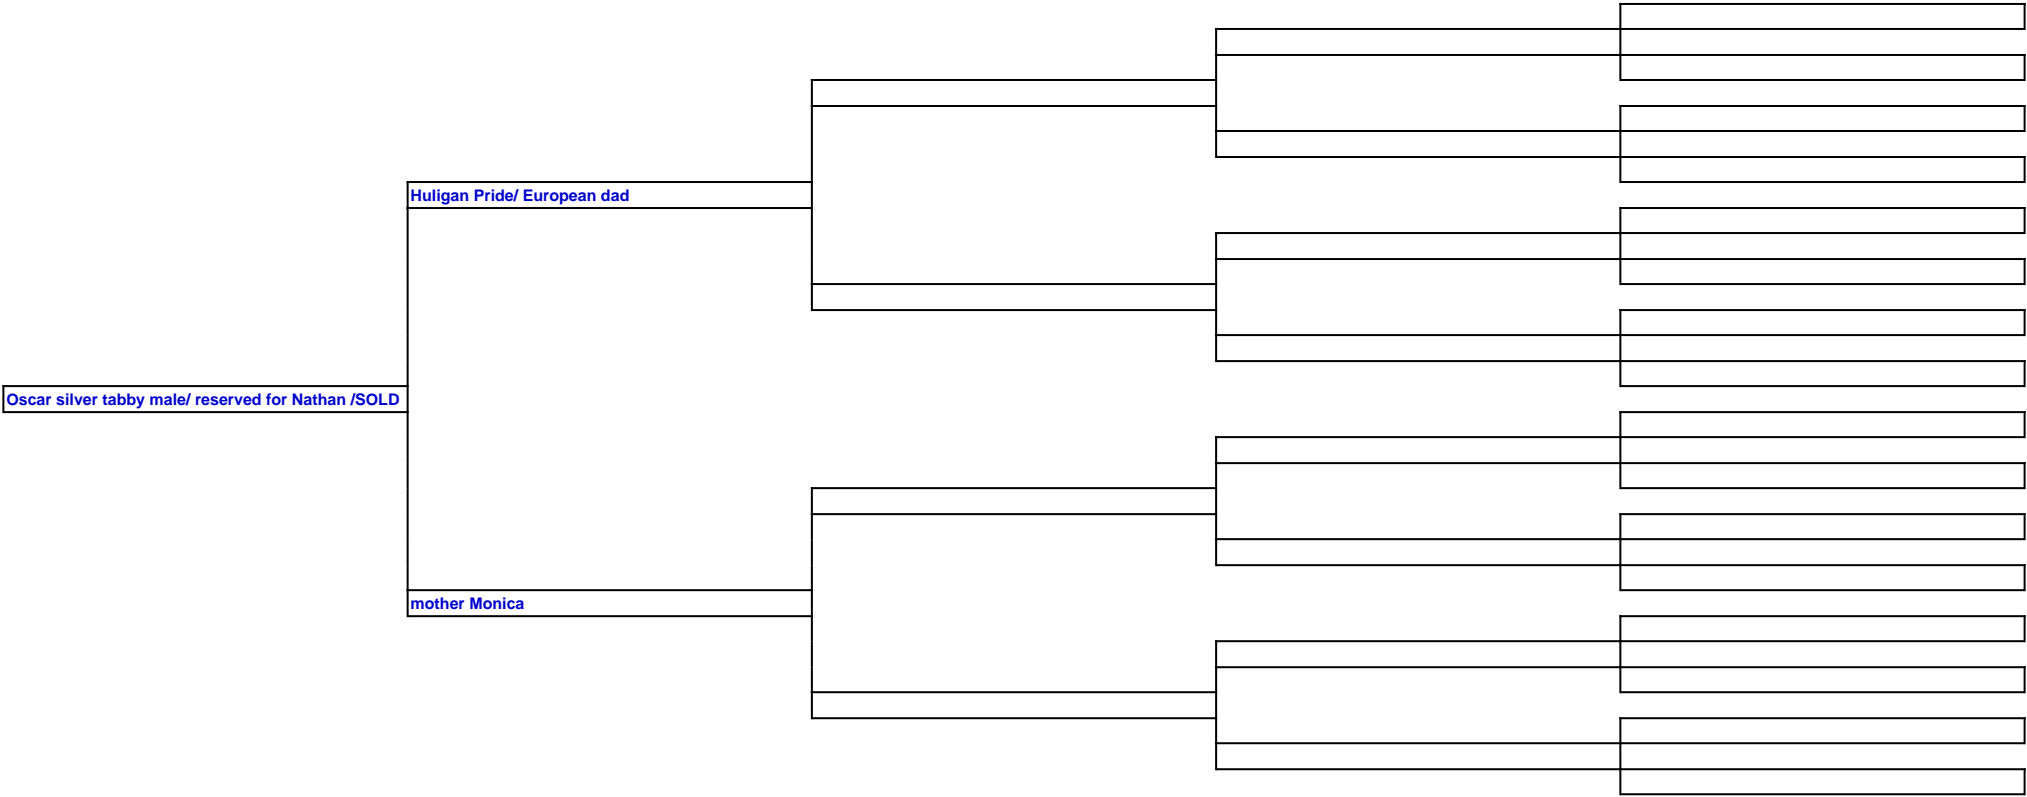 Huligan Pride/ European dad
Oscar silver tabby male/ reserved for Nathan /SOLD
mother Monica